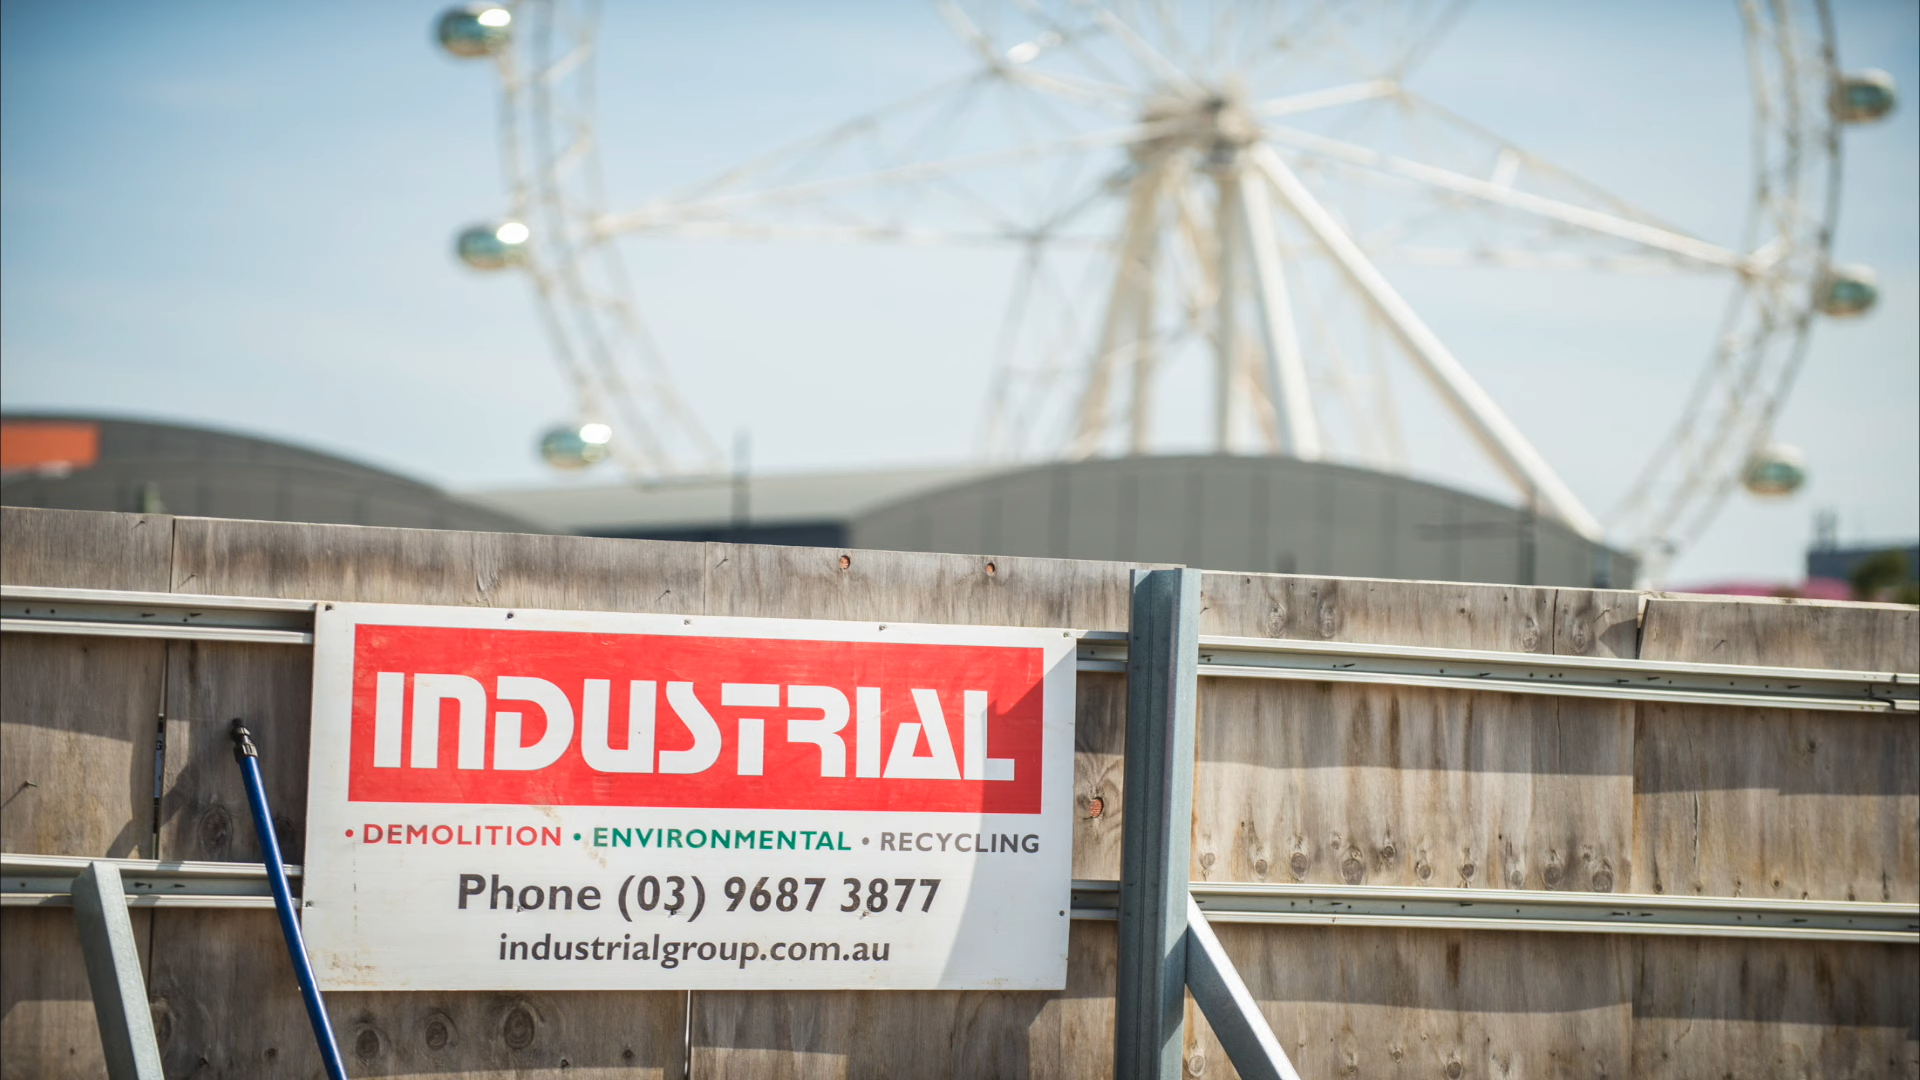 INDUSTRIAL
• DEMOLITION • ENVIRONMENTAL • RECYCLING
Phone (03) 9687 3877
industrialgroup.com.au